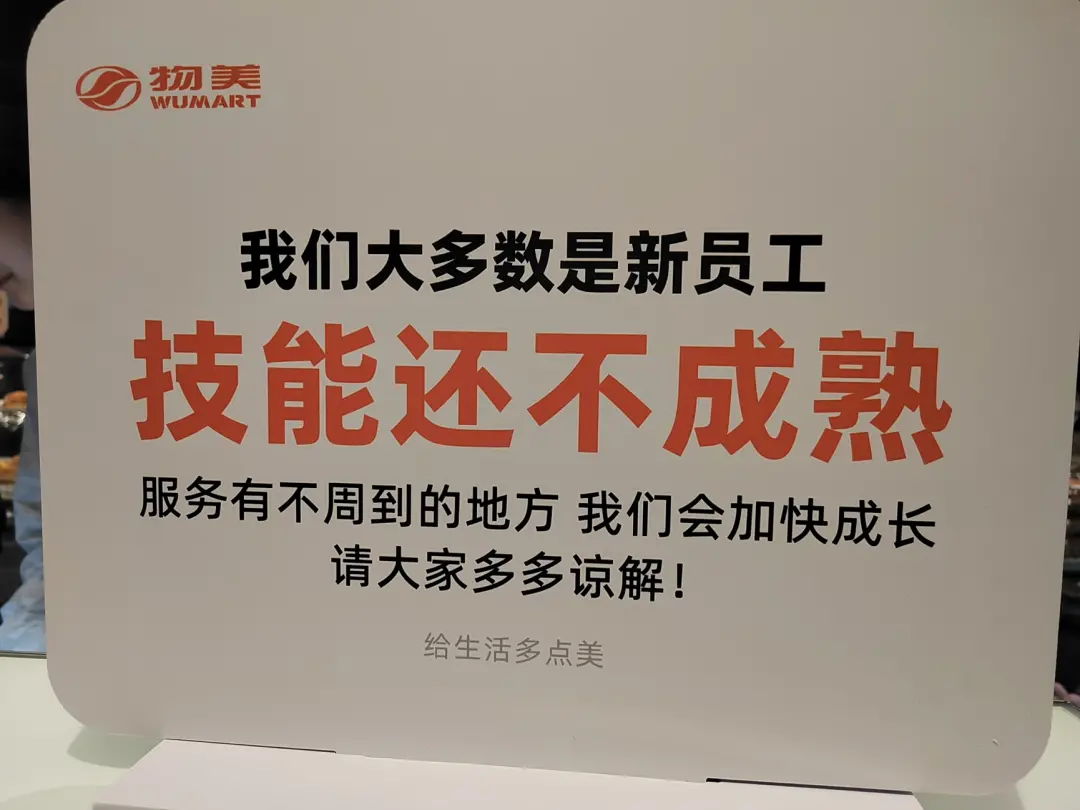 物美
WUMART
我们大多数是新员工
技能还不成熟
服务有不周到的地方 我们会加快成长
请大家多多谅解！
给生活多点美